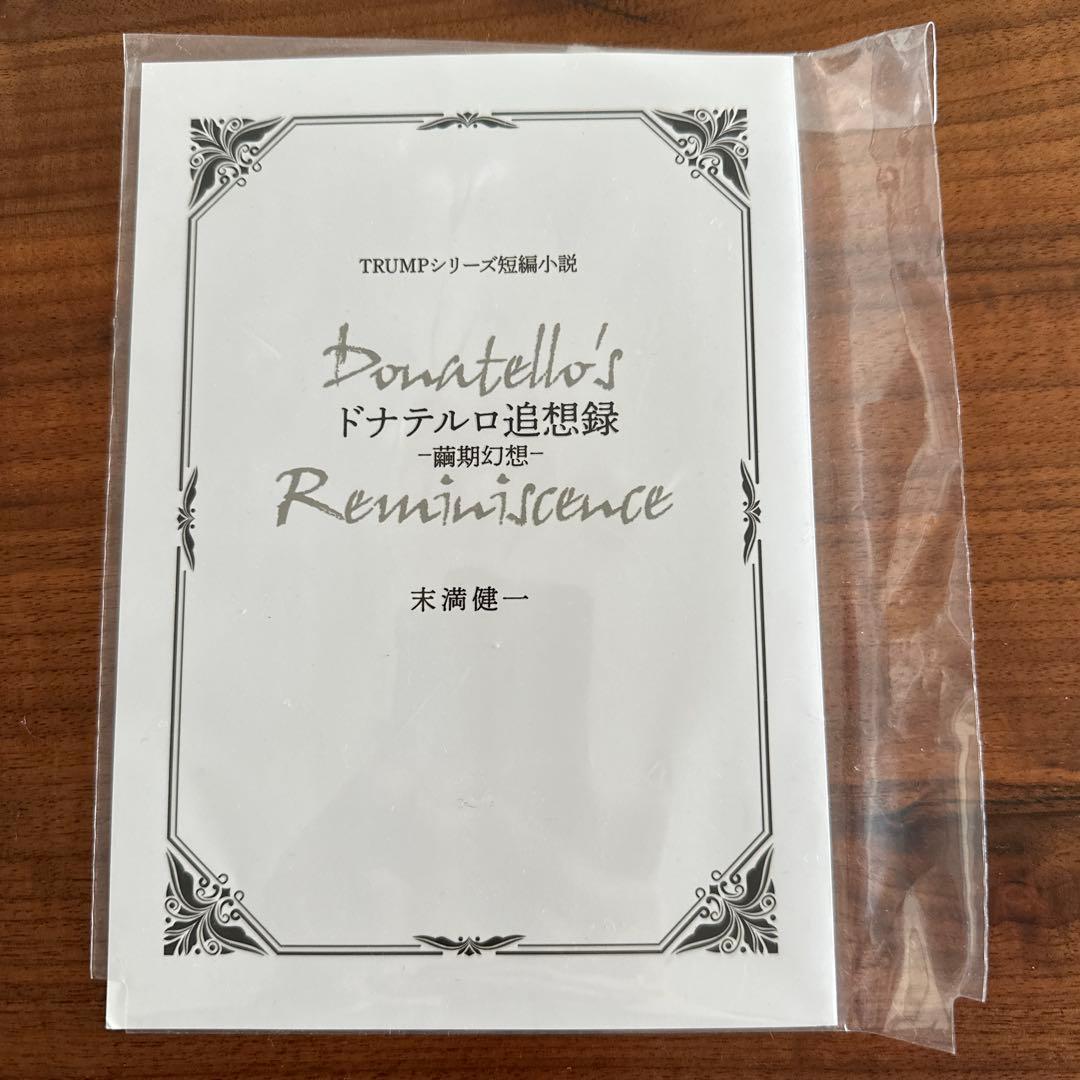 TRUMPシリーズ短編小説
Donatello's
ドナテルロ追想録
−繭期幻想−
Reminiscence
末満健一